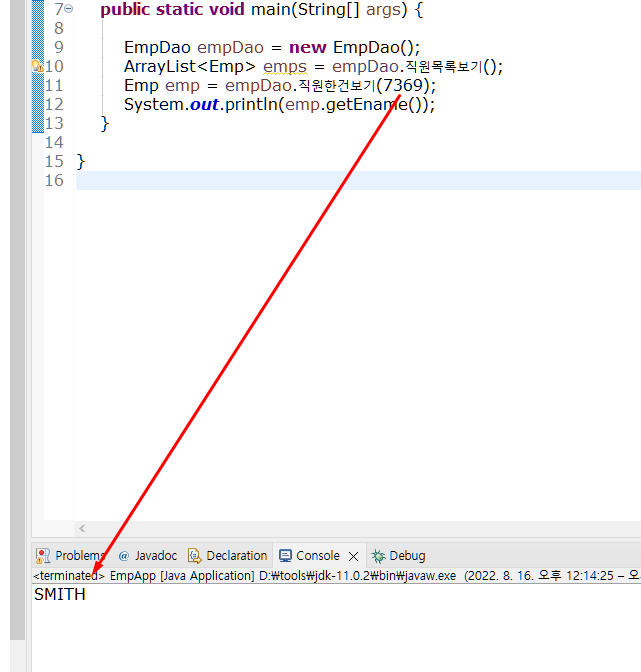 7 public static void main(String[] args) {
8
9 EmpDao empDao = new EmpDao();
10 ArrayList<Emp> emps = empDao.직원목록보기();
11 Emp emp = empDao.직원한건보기(7369);
12 System.out.println(emp.getEname());
13 }
14
15 }
16
Problems @ Javadoc Declaration Console Debug
<terminated> EmpApp [Java Application] D:₩tools₩jdk-11.0.2₩bin₩javaw.exe (2022. 8. 16. 오후 12:14:25 – 오
SMITH